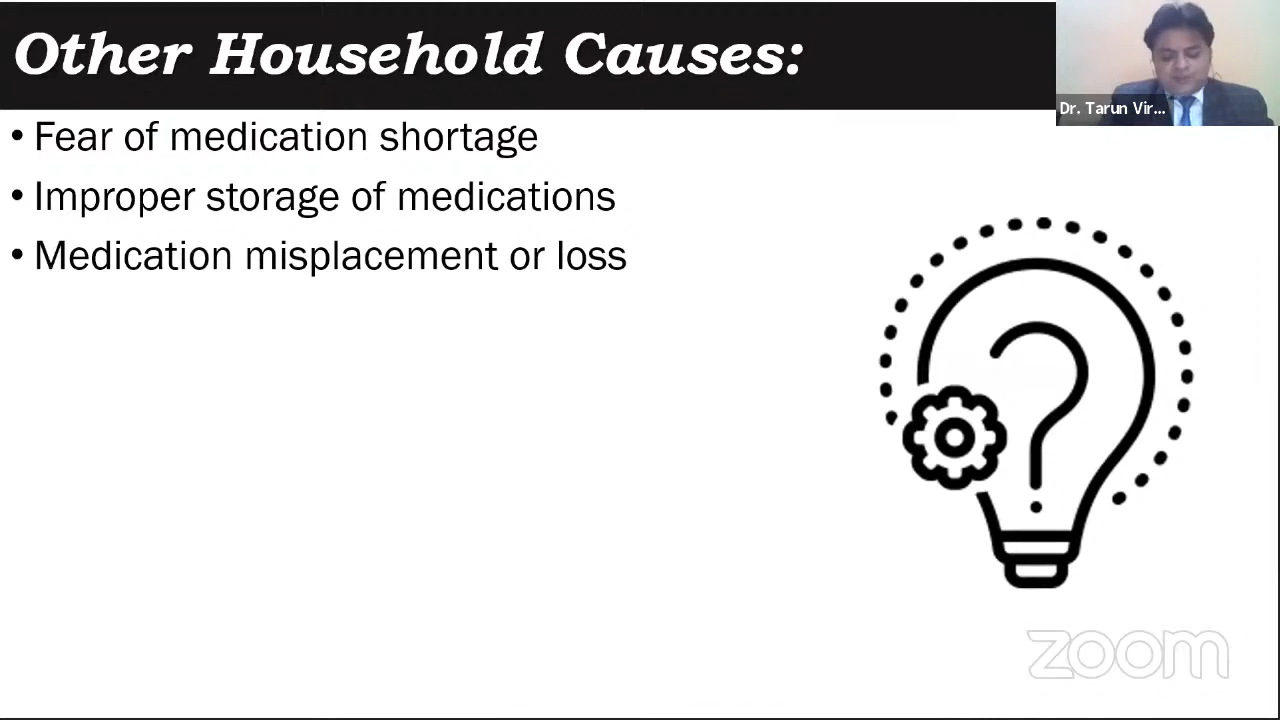 Other Household Causes:
Dr. Tarun Vir...
• Fear of medication shortage
• Improper storage of medications
• Medication misplacement or loss
?
zoom